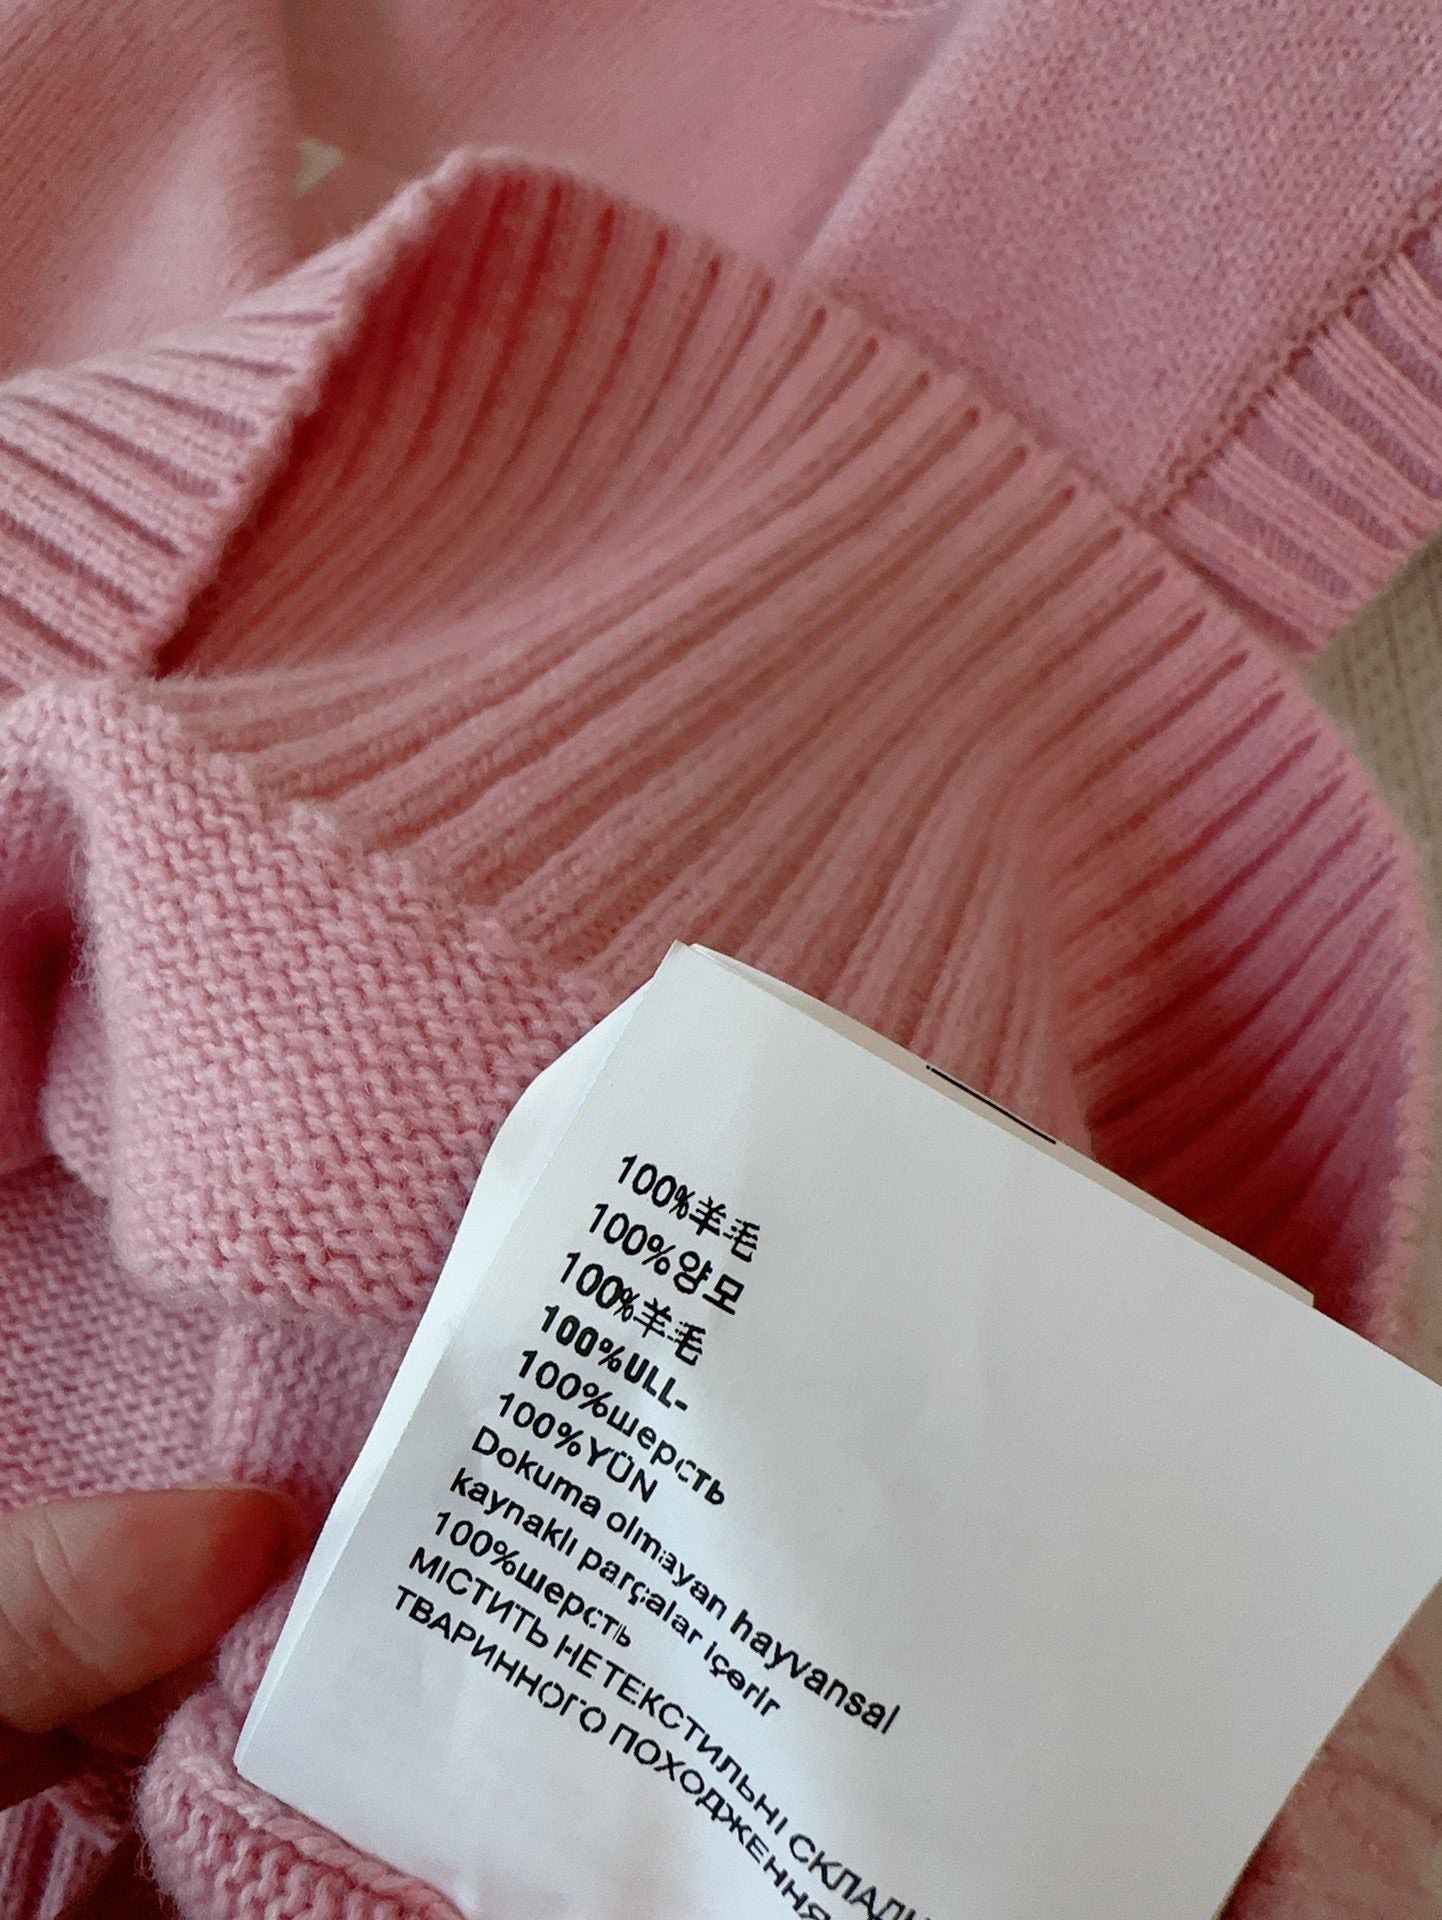 100%羊毛
100%양모
100%羊毛
100%ULL-
100%шерсть
100%YÜN
Dokuma olmayan hayvansal
kaynaklı parçalar içerir
100%шерсть
МІСТИТЬ НЕТЕКСТИЛЬНІ
ТВАРИННОГО ПОХОДЖЕННЯ